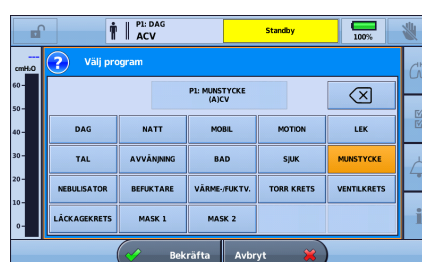 P1: DAG
ACV
Standby
100%
---
cmH₂O
Välj program
P1: MUNSTYCKE
(A)CV
60
50
40
30
20
10
0
DAG NATT MOBIL MOTION LEK
TAL AVVÄNJNING BAD SJUK MUNSTYCKE
NEBULISATOR BEFUKTARE VÄRME-/FUKTV. TORR KRETS VENTILKRETS
LÄCKAGEKRETS MASK 1 MASK 2
Bekräfta Avbryt